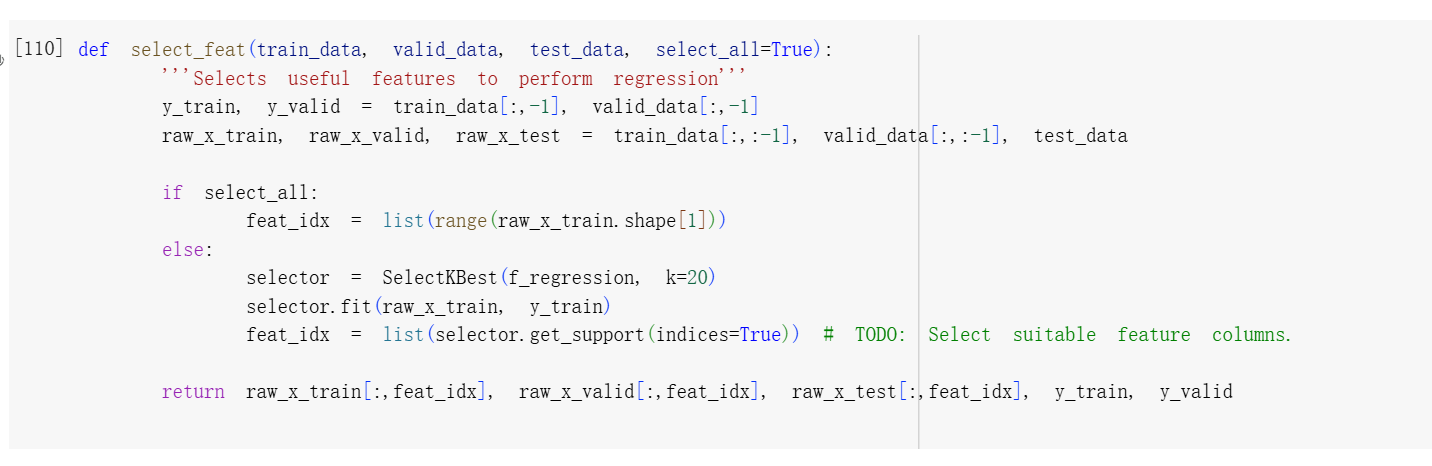 [110] def select_feat(train_data, valid_data, test_data, select_all=True):
'''Selects useful features to perform regression'''
y_train, y_valid = train_data[:,-1], valid_data[:,-1]
raw_x_train, raw_x_valid, raw_x_test = train_data[:,:-1], valid_data[:,:-1], test_data
if select_all:
feat_idx = list(range(raw_x_train.shape[1]))
else:
selector = SelectKBest(f_regression, k=20)
selector.fit(raw_x_train, y_train)
feat_idx = list(selector.get_support(indices=True)) # TODO: Select suitable feature columns.
return raw_x_train[:,feat_idx], raw_x_valid[:,feat_idx], raw_x_test[:,feat_idx], y_train, y_valid